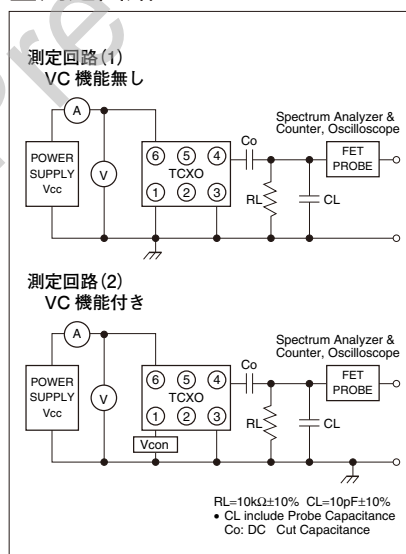 測定回路(1)
VC 機能無し
A
POWER
SUPPLY
Vcc
V
6 5 4
TCXO
1 2 3
Co
RL
CL
Spectrum Analyzer &
Counter, Oscilloscope
FET
PROBE
測定回路(2)
VC 機能付き
A
POWER
SUPPLY
Vcc
V
6 5 4
TCXO
1 2 3
Vcon
Co
RL
CL
Spectrum Analyzer &
Counter, Oscilloscope
FET
PROBE
RL=10kΩ±10% CL=10pF±10%
• CL include Probe Capacitance
Co: DC Cut Capacitance